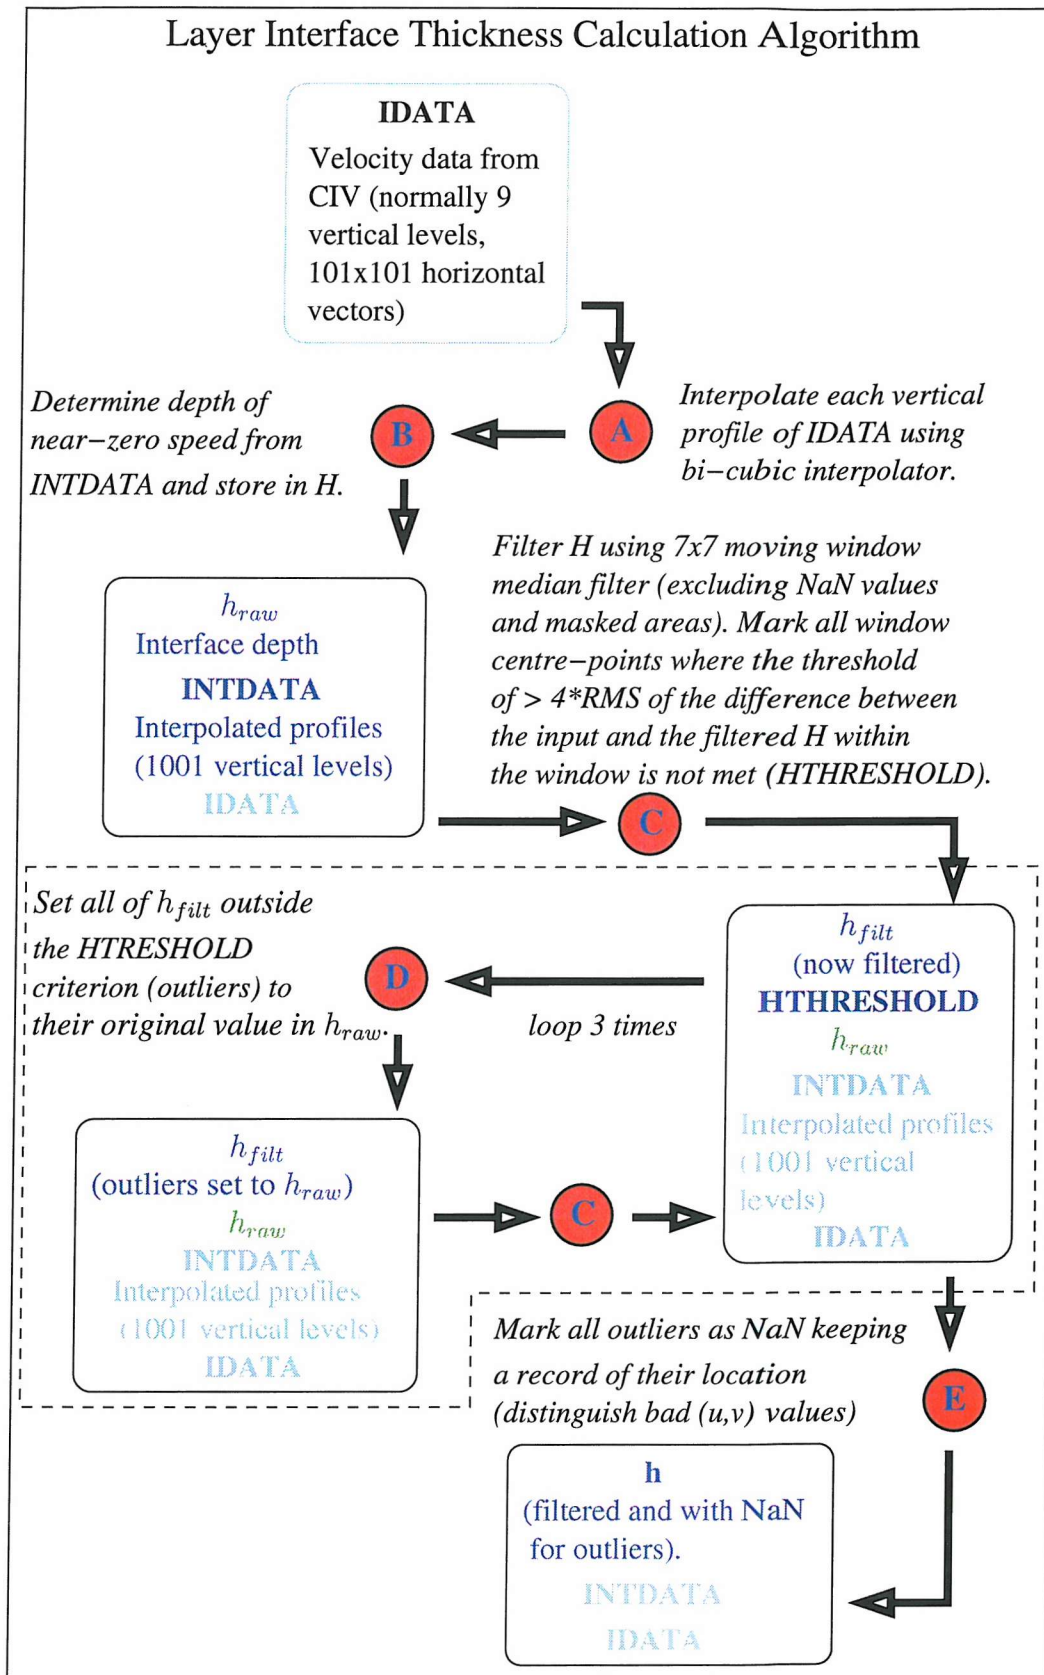 Layer Interface Thickness Calculation Algorithm
IDATA
Velocity data from
CIV (normally 9
vertical levels,
101x101 horizontal
vectors)
Determine depth of
near−zero speed from
INTDATA and store in H.
B
A
Interpolate each vertical
profile of IDATA using
bi−cubic interpolator.
Filter H using 7x7 moving window
median filter (excluding NaN values
and masked areas). Mark all window
centre−points where the threshold
of > 4*RMS of the difference between
the input and the filtered H within
the window is not met (HTHRESHOLD).
h_raw
Interface depth
INTDATA
Interpolated profiles
(1001 vertical levels)
IDATA
C
Set all of h_filt outside
the HTRESHOLD
criterion (outliers) to
their original value in h_raw.
D
loop 3 times
h_filt
(now filtered)
HTHRESHOLD
h_raw
INTDATA
Interpolated profiles
(1001 vertical
levels)
IDATA
h_filt
(outliers set to h_raw)
h_raw
INTDATA
Interpolated profiles
(1001 vertical levels)
IDATA
C
Mark all outliers as NaN keeping
a record of their location
(distinguish bad (u,v) values)
E
h
(filtered and with NaN
for outliers).
INTDATA
IDATA